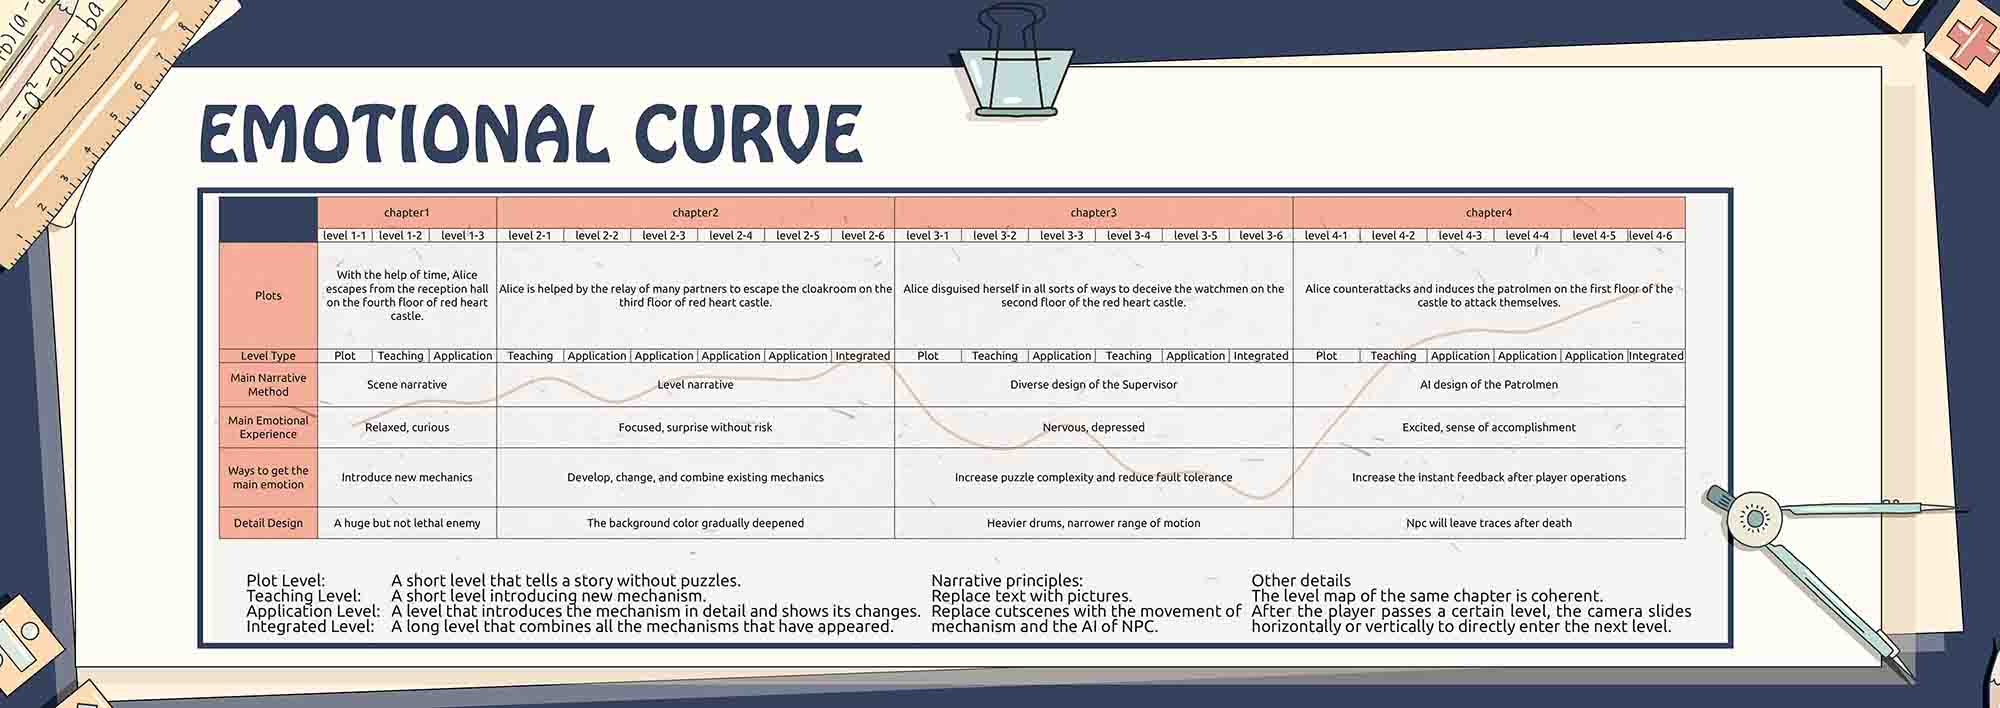 +b)(a-
= a² - ab + ba
EMOTIONAL CURVE
chapter1 chapter2 chapter3 chapter4
level 1-1 level 1-2 level 1-3 level 2-1 level 2-2 level 2-3 level 2-4 level 2-5 level 2-6 level 3-1 level 3-2 level 3-3 level 3-4 level 3-5 level 3-6 level 4-1 level 4-2 level 4-3 level 4-4 level 4-5 level 4-6
Plots
With the help of time, Alice
escapes from the reception hall
on the fourth floor of red heart
castle.
Alice is helped by the relay of many partners to escape the cloakroom on the
third floor of red heart castle.
Alice disguised herself in all sorts of ways to deceive the watchmen on the
second floor of the red heart castle.
Alice counterattacks and induces the patrolmen on the first floor of the
castle to attack themselves.
Level Type Plot Teaching Application Teaching Application Application Application Application Integrated Plot Teaching Application Teaching Application Integrated Plot Teaching Application Application Application Integrated
Main Narrative
Method
Scene narrative
Level narrative
Diverse design of the Supervisor
AI design of the Patrolmen
Main Emotional
Experience
Relaxed, curious
Focused, surprise without risk
Nervous, depressed
Excited, sense of accomplishment
Ways to get the
main emotion
Introduce new mechanics
Develop, change, and combine existing mechanics
Increase puzzle complexity and reduce fault tolerance
Increase the instant feedback after player operations
Detail Design
A huge but not lethal enemy
The background color gradually deepened
Heavier drums, narrower range of motion
Npc will leave traces after death
Plot Level: A short level that tells a story without puzzles.
Teaching Level: A short level introducing new mechanism.
Application Level: A level that introduces the mechanism in detail and shows its changes.
Integrated Level: A long level that combines all the mechanisms that have appeared.
Narrative principles:
Replace text with pictures.
Replace cutscenes with the movement of
mechanism and the AI of NPC.
Other details
The level map of the same chapter is coherent.
After the player passes a certain level, the camera slides
horizontally or vertically to directly enter the next level.